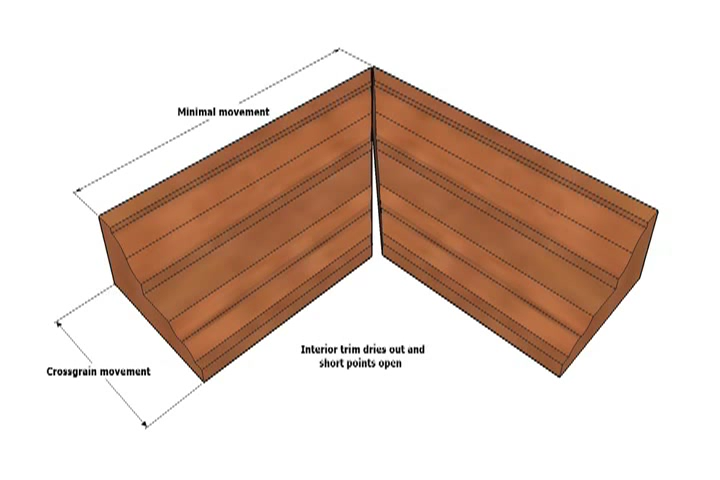 Minimal movement
Interior trim dries out and
short points open
Crossgrain movement